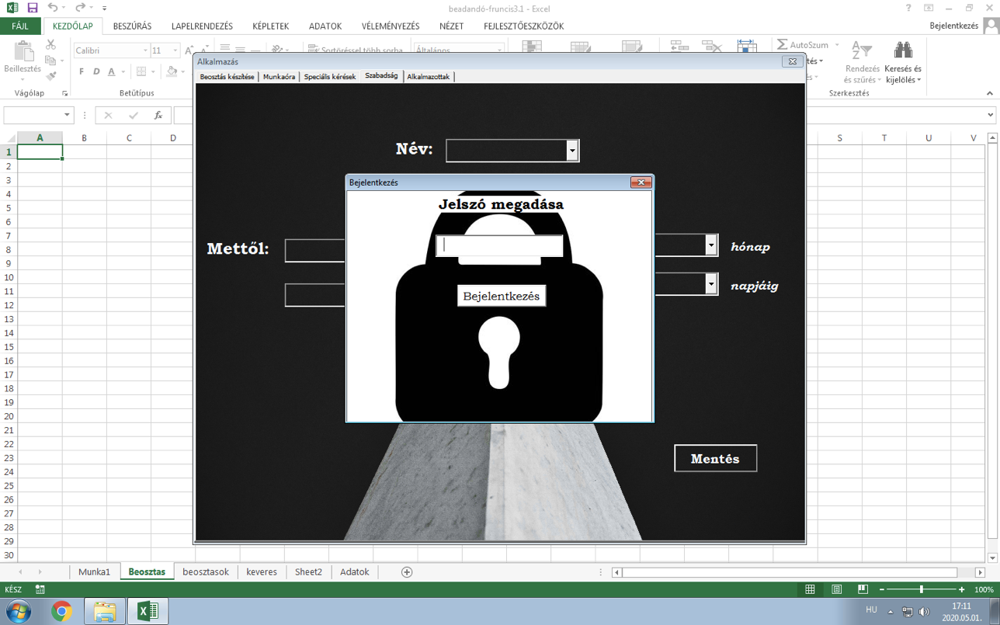 beadandó-fruncis3.1 - Excel
FÁJL KEZDŐLAP BESZÚRÁS LAPELRENDEZÉS KÉPLETEK ADATOK VÉLEMÉNYEZÉS NÉZET FEJLESZTŐESZKÖZÖK Bejelentkezés
Beillesztés
Vágólap
Calibri 11
F D A
Betűtípus
Sortöréssel több sorba
Általános
AutoSzum
Rendezés és szűrés
Keresés és kijelölés
Szerkesztés
fx
A B C D S T U V
1
2
3
4
5
6
7
8
9
10
11
12
13
14
15
16
17
18
19
20
21
22
23
24
25
26
27
28
29
30
Alkalmazás
Beosztás készítése Munkaóra Speciális kérések Szabadság Alkalmazottak
Név:
Mettől:
hónap
napjáig
Mentés
Bejelentkezés
Jelszó megadása
Bejelentkezés
Munka1 Beosztas beosztasok keveres Sheet2 Adatok
KÉSZ 100%
HU 17:11
2020.05.01.